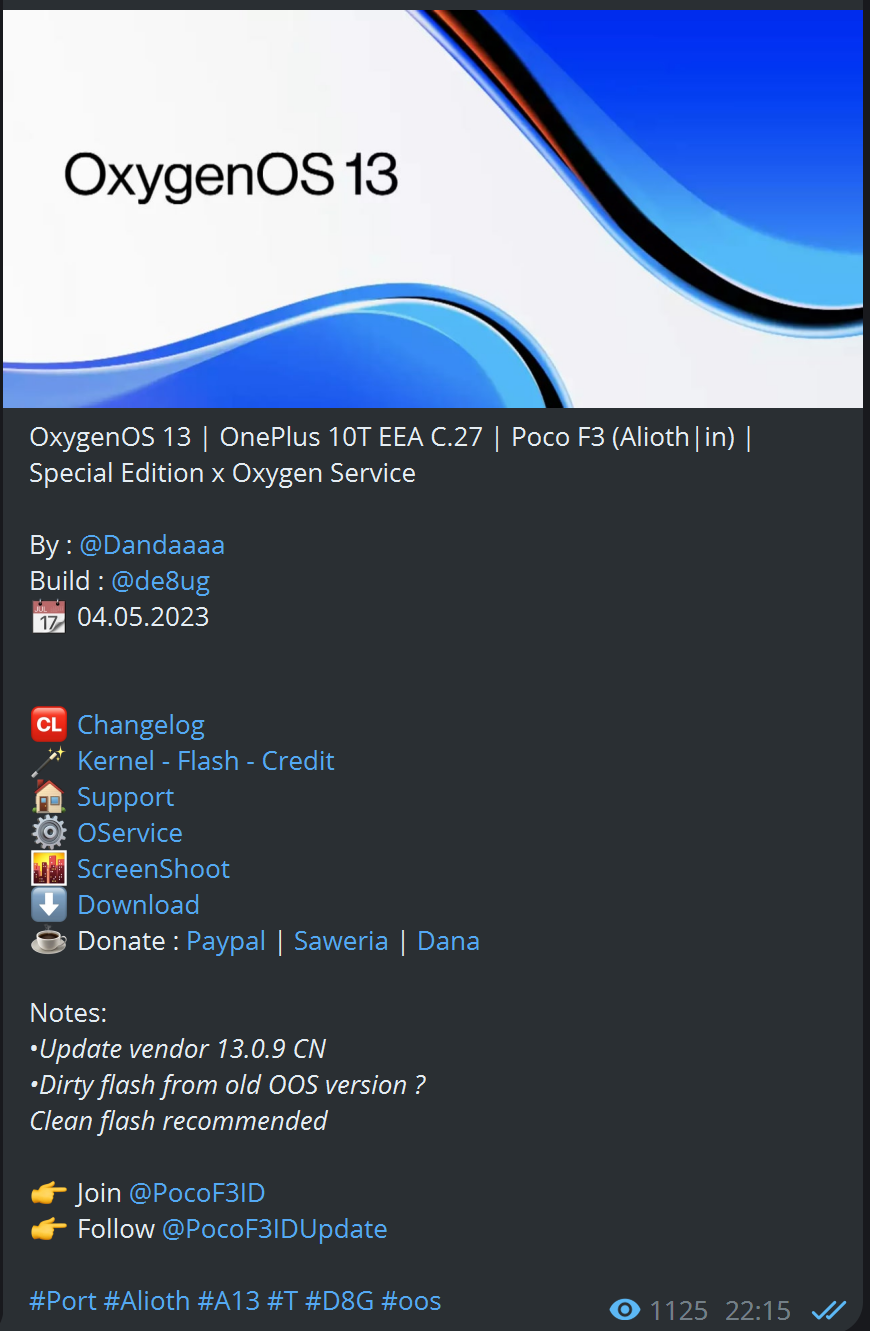 OxygenOS 13
OxygenOS 13 | OnePlus 10T EEA C.27 | Poco F3 (Alioth|in) |
Special Edition x Oxygen Service
By : @Dandaaaa
Build : @de8ug
JUL
17
04.05.2023
CL Changelog
Kernel - Flash - Credit
Support
OService
ScreenShoot
Download
Donate : Paypal | Saweria | Dana
Notes:
•Update vendor 13.0.9 CN
•Dirty flash from old OOS version ?
Clean flash recommended
Join @PocoF3ID
Follow @PocoF3IDUpdate
#Port #Alioth #A13 #T #D8G #oos
1125 22:15